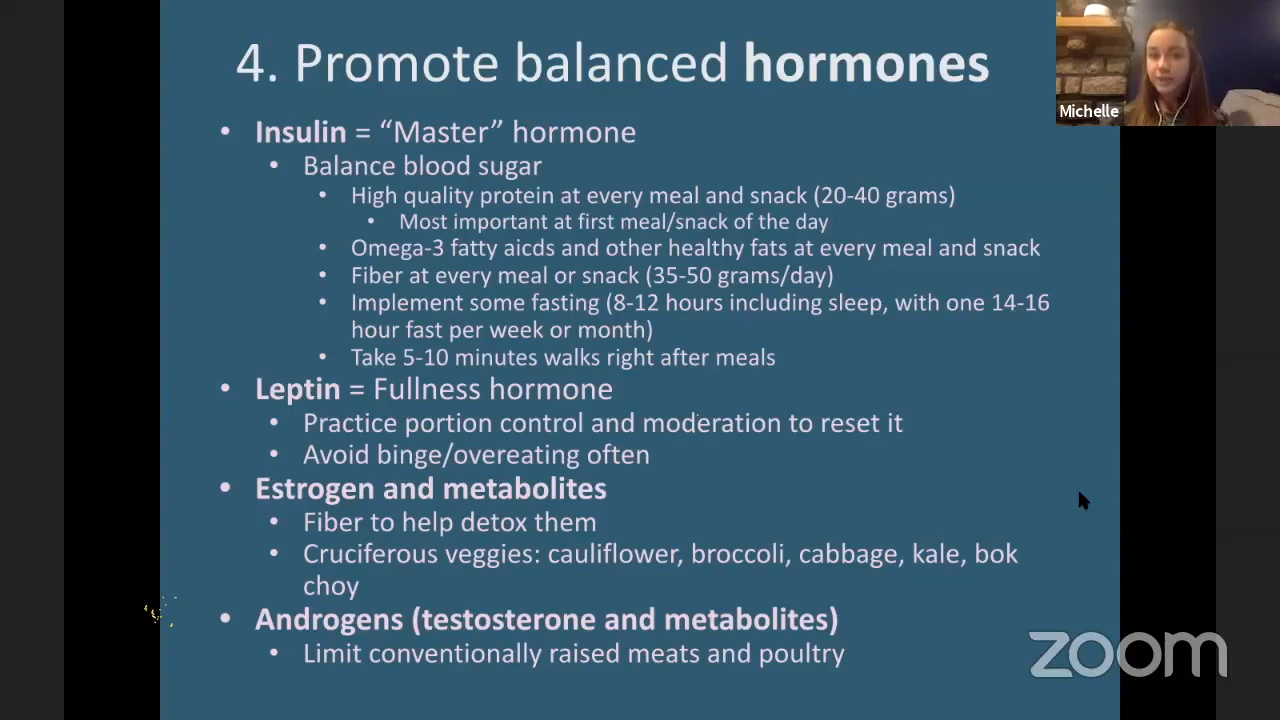 4. Promote balanced hormones
Michelle
• Insulin = “Master” hormone
• Balance blood sugar
• High quality protein at every meal and snack (20-40 grams)
• Most important at first meal/snack of the day
• Omega-3 fatty aicds and other healthy fats at every meal and snack
• Fiber at every meal or snack (35-50 grams/day)
• Implement some fasting (8-12 hours including sleep, with one 14-16
hour fast per week or month)
• Take 5-10 minutes walks right after meals
• Leptin = Fullness hormone
• Practice portion control and moderation to reset it
• Avoid binge/overeating often
• Estrogen and metabolites
• Fiber to help detox them
• Cruciferous veggies: cauliflower, broccoli, cabbage, kale, bok
choy
• Androgens (testosterone and metabolites)
• Limit conventionally raised meats and poultry
zoom